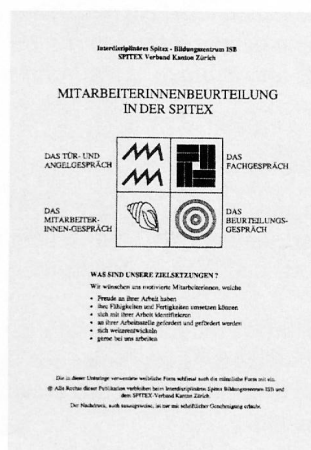 Interdisziplinäres Spitex - Bildungszentrum ISB
SPITEX Verband Kanton Zürich
MITARBEITERINNENBEURTEILUNG
IN DER SPITEX
DAS TÜR- UND
ANGELGESPRÄCH
DAS
FACHGESPRÄCH
DAS
MITARBEITER-
INNEN-GESPRÄCH
DAS
BEURTEILUNGS-
GESPRÄCH
WAS SIND UNSERE ZIELSETZUNGEN ?
Wir wünschen uns motivierte Mitarbeiterinnen, welche
• Freude an ihrer Arbeit haben
• ihre Fähigkeiten und Fertigkeiten umsetzen können
• sich mit ihrer Arbeit identifizieren
• an ihrer Arbeitsstelle gefordert und gefördert werden
• sich weiterentwickeln
• gerne bei uns arbeiten
Die in dieser Unterlage verwendete weibliche Form schliesst auch die männliche Form mit ein.
@ Alle Rechte dieser Publikation verbleiben beim Interdisziplinären Spitex Bildungszentrum ISB und
dem SPITEX-Verband Kanton Zürich.
Der Nachdruck, auch auszugsweise, ist nur mit schriftlicher Genehmigung erlaubt.